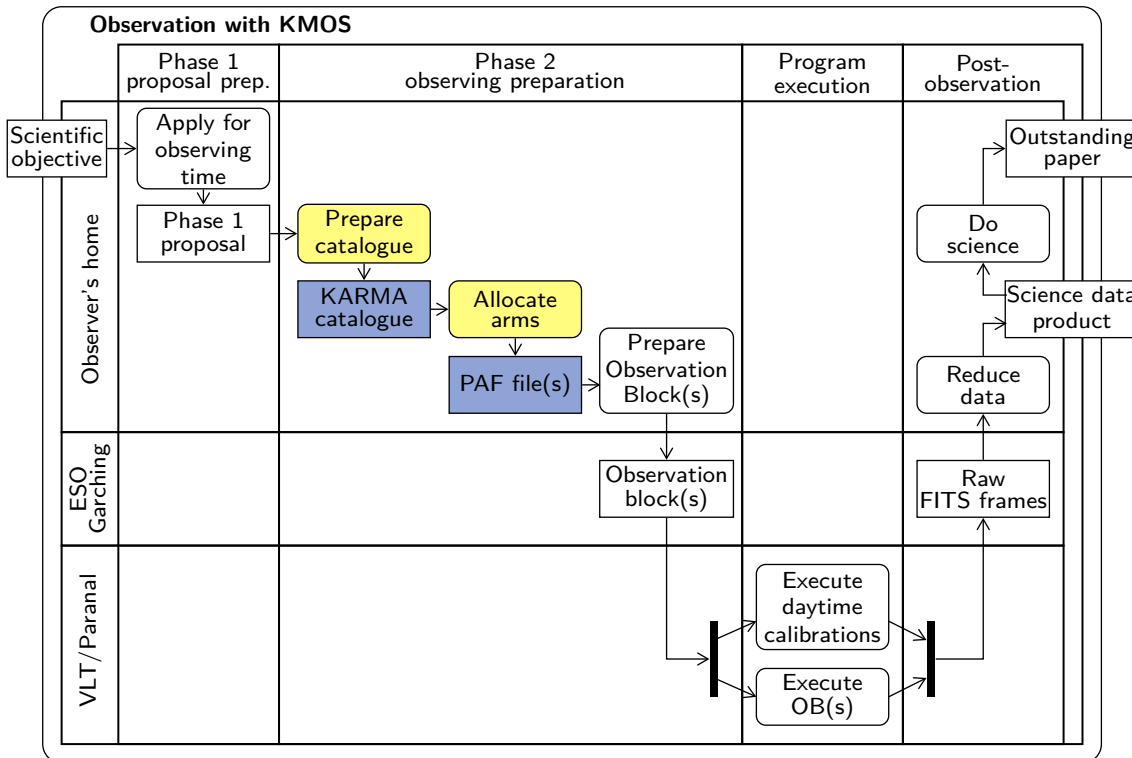 Observation with KMOS
Phase 1
proposal prep.
Phase 2
observing preparation
Program
execution
Post-
observation
Observer's home
Scientific
objective
Apply for
observing
time
Phase 1
proposal
Prepare
catalogue
KARMA
catalogue
Allocate
arms
PAF file(s)
Prepare
Observation
Block(s)
Outstanding
paper
Do
science
Science data
product
Reduce
data
ESO
Garching
Observation
block(s)
Raw
FITS frames
VLT/Paranal
Execute
daytime
calibrations
Execute
OB(s)